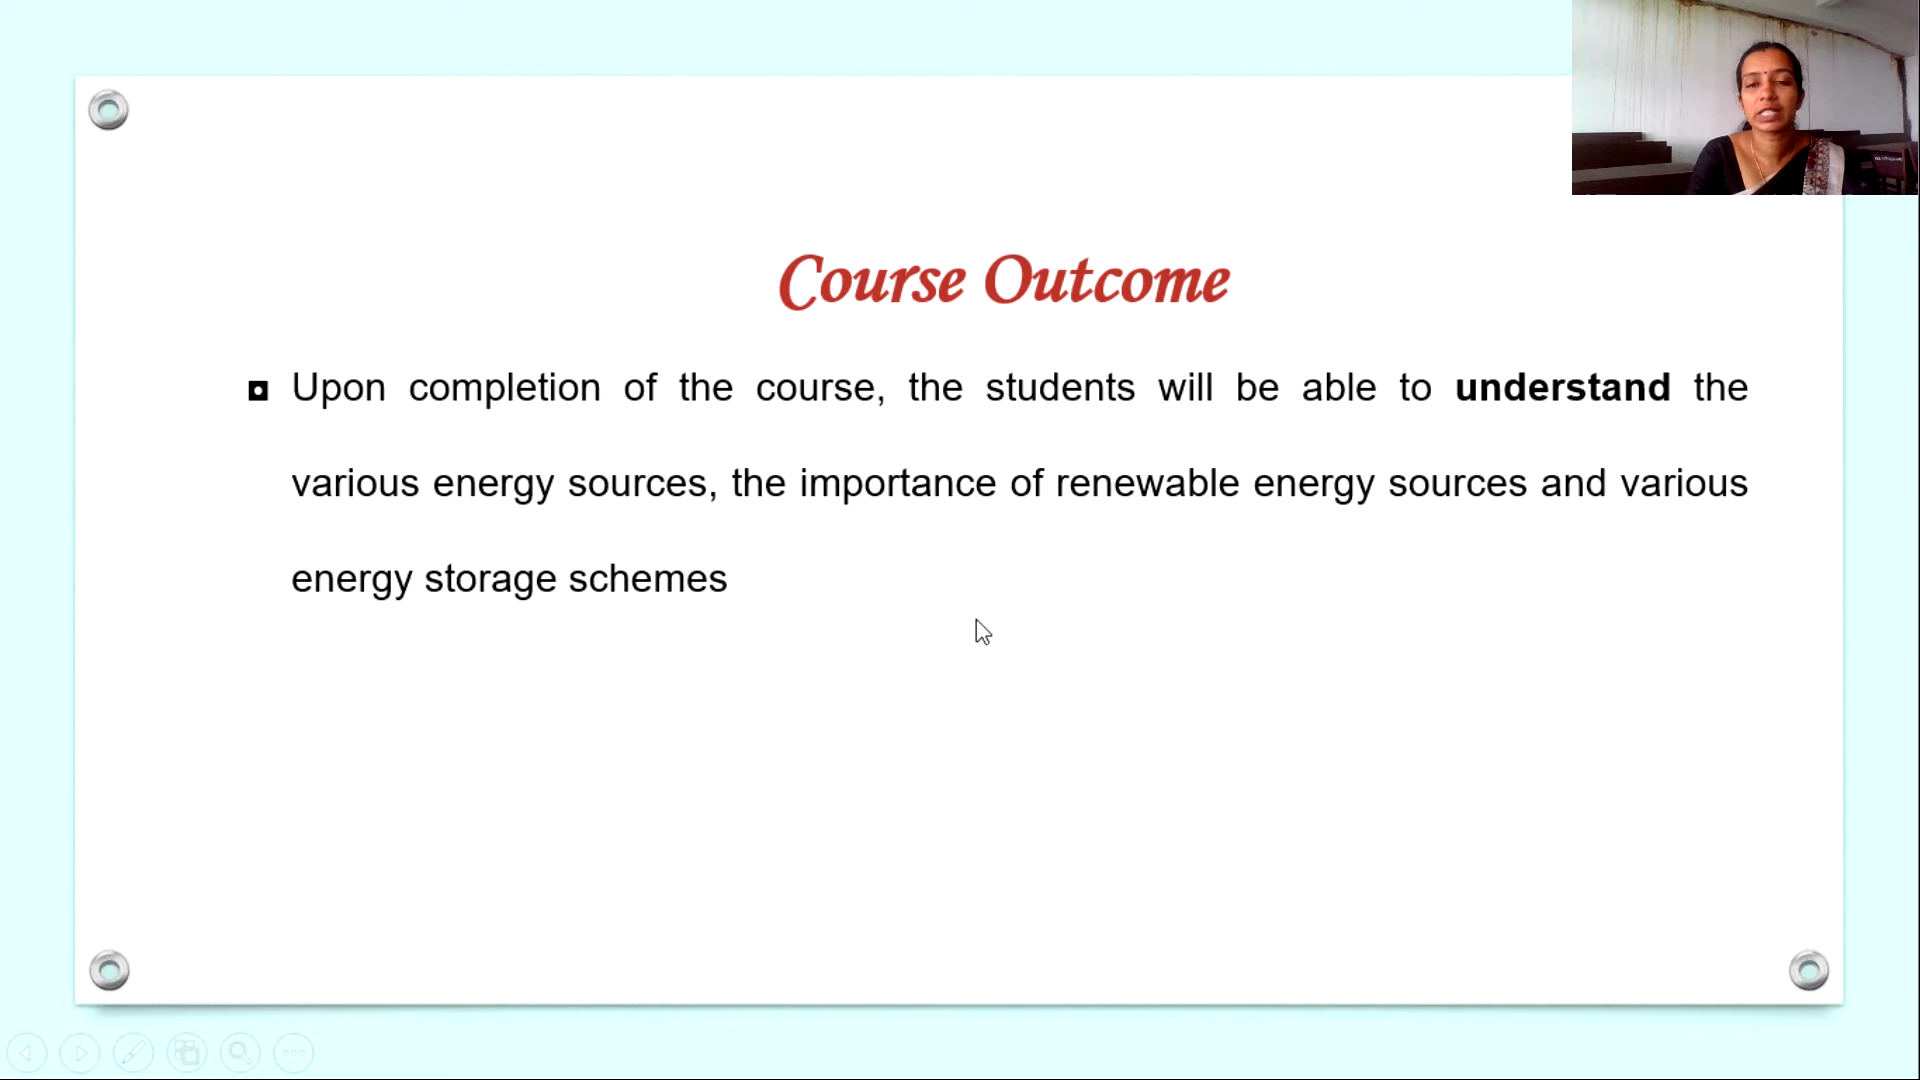 Course Outcome
Upon completion of the course, the students will be able to understand the
various energy sources, the importance of renewable energy sources and various
energy storage schemes